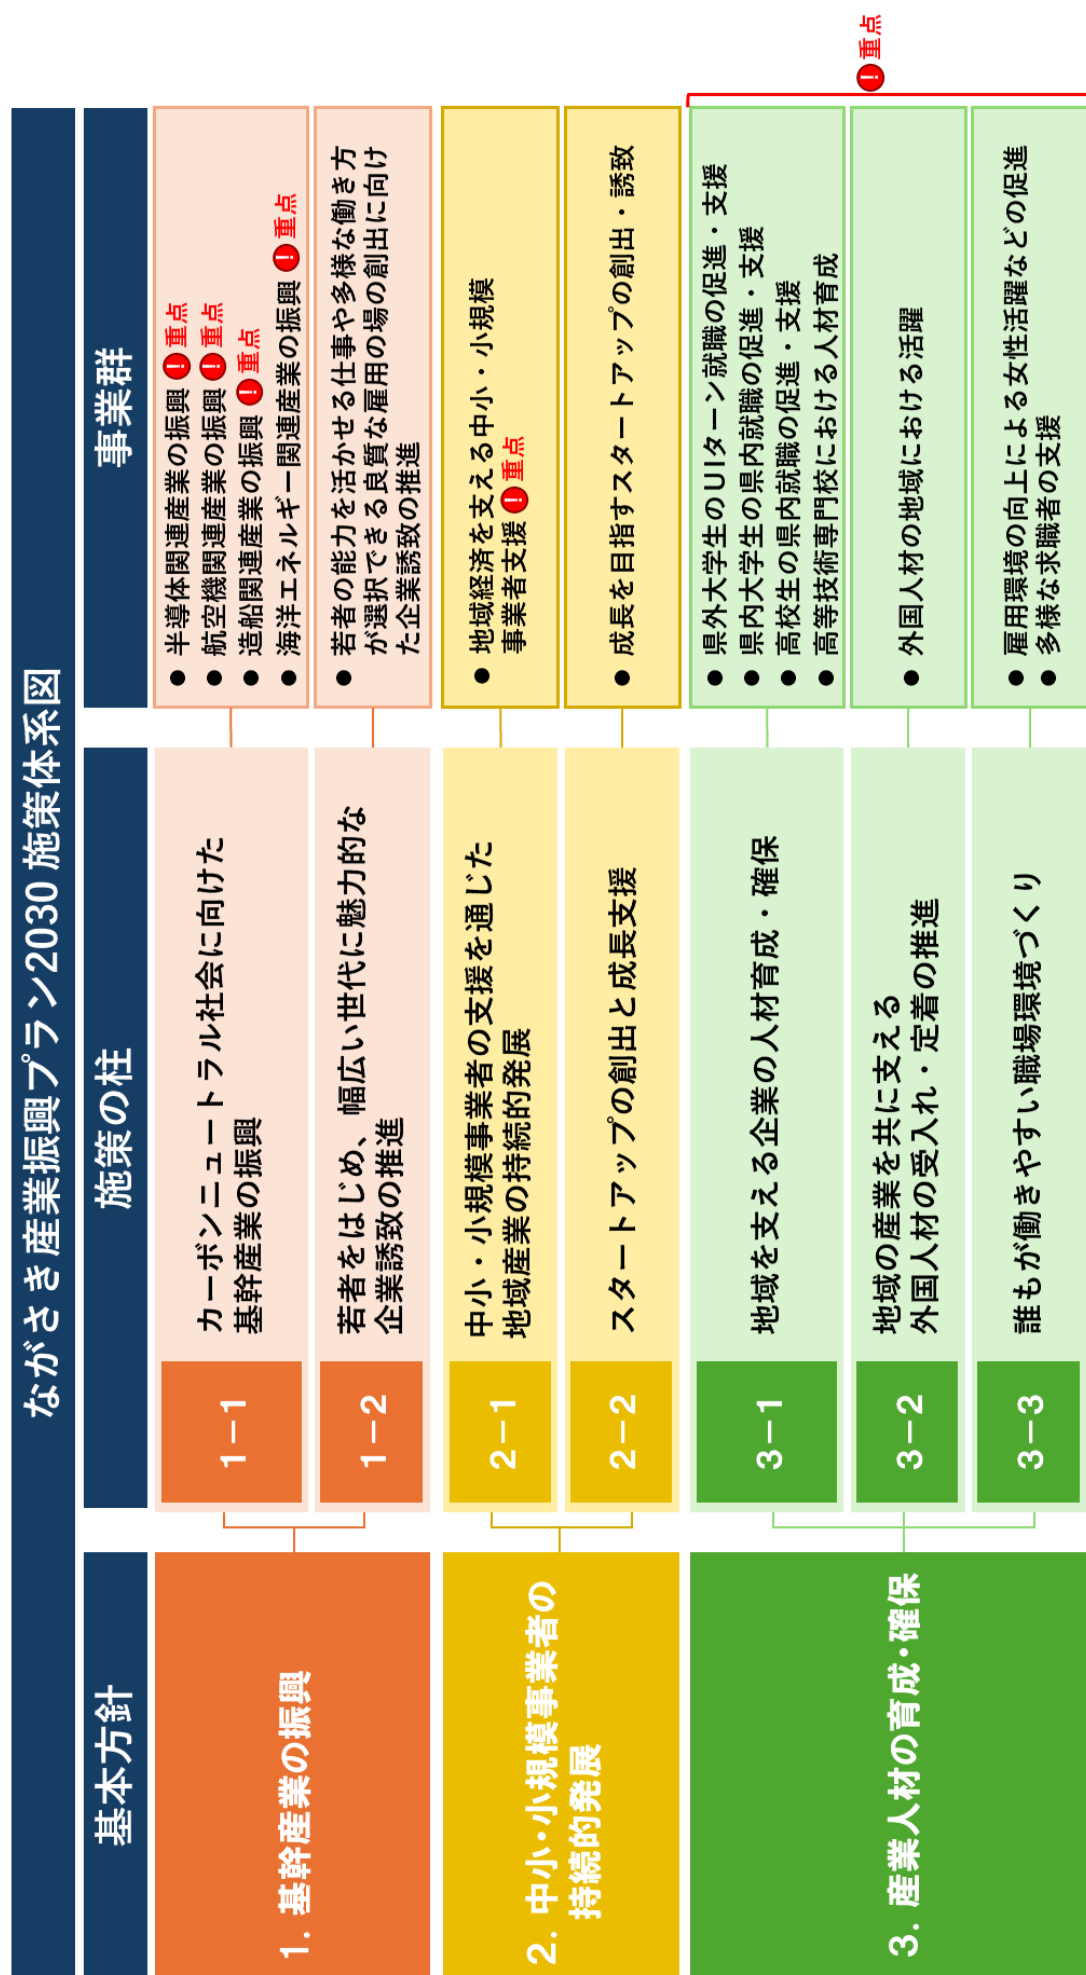 ながさき産業振興プラン2030 施策体系図
基本方針
施策の柱
事業群
1. 基幹産業の振興
1－1
カーボンニュートラル社会に向けた
基幹産業の振興
● 半導体関連産業の振興 ! 重点
● 航空機関連産業の振興 ! 重点
● 造船関連産業の振興 ! 重点
● 海洋エネルギー関連産業の振興 ! 重点
1－2
若者をはじめ、幅広い世代に魅力的な
企業誘致の推進
● 若者の能力を活かせる仕事や多様な働き方
が選択できる良質な雇用の場の創出に向け
た企業誘致の推進
2. 中小・小規模事業者の
持続的発展
2－1
中小・小規模事業者の支援を通じた
地域産業の持続的発展
● 地域経済を支える中小・小規模
事業者支援 ! 重点
2－2
スタートアップの創出と成長支援
● 成長を目指すスタートアップの創出・誘致
3. 産業人材の育成・確保
3－1
地域を支える企業の人材育成・確保
● 県外大学生のUIターン就職の促進・支援
● 県内大学生の県内就職の促進・支援
● 高校生の県内就職の促進・支援
● 高等技術専門校における人材育成
3－2
地域の産業を共に支える
外国人材の受入れ・定着の推進
● 外国人材の地域における活躍
3－3
誰もが働きやすい職場環境づくり
● 雇用環境の向上による女性活躍などの促進
● 多様な求職者の支援
! 重点